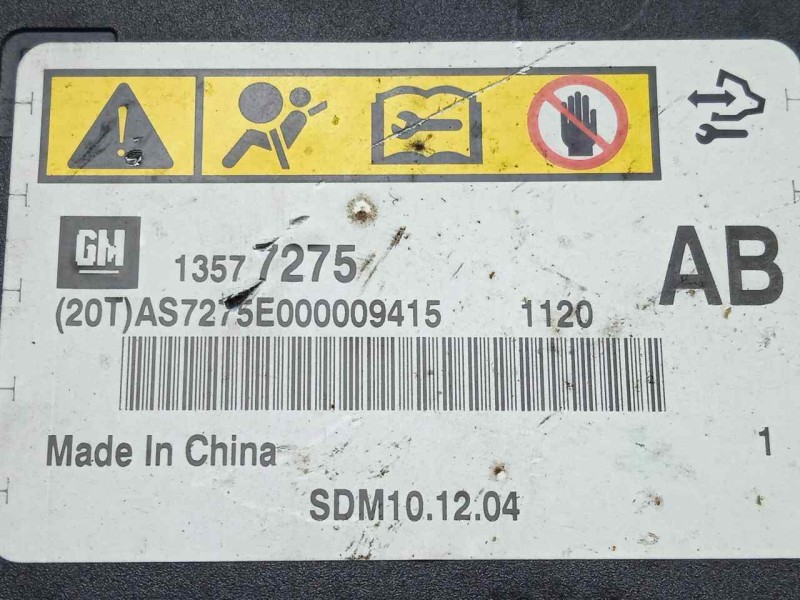 GM
13577275
AB
(20T)AS7275E000009415 1120
Made In China
1
SDM10.12.04